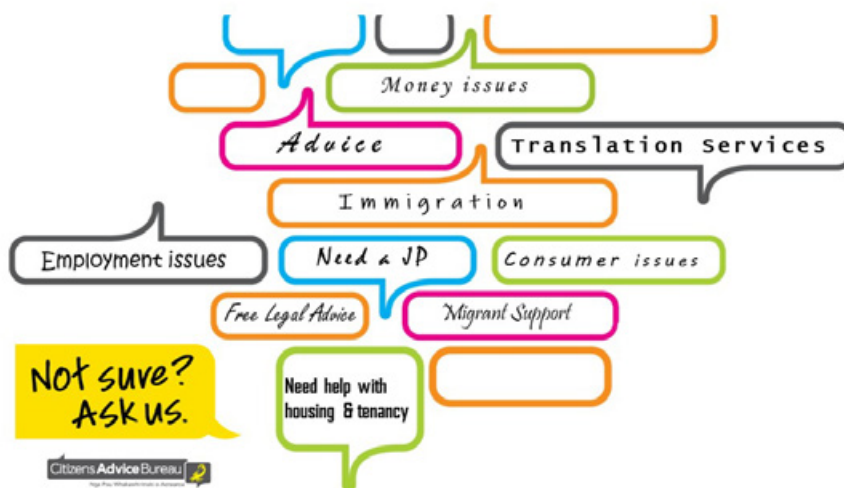 Money issues
Advice
Translation Services
Immigration
Employment issues
Need a JP
Consumer issues
Free Legal Advice
Migrant Support
Not sure?
Ask us.
Need help with
housing & tenancy
Citizens Advice Bureau